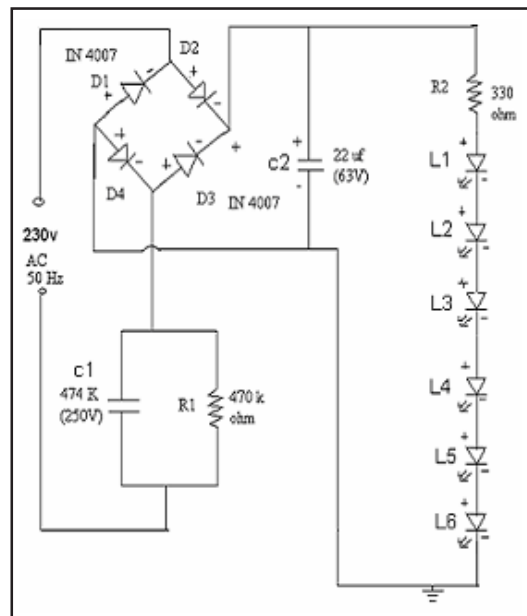 D2
IN 4007
D1
+ -
+ -
+ -
+ -
+
D4
D3
IN 4007
R2
330
ohm
c2
+
-
22 uf
(63V)
230v
AC
50 Hz
c1
474 K
(250V)
R1
470 k
ohm
+
L1
-
+
L2
-
+
L3
-
+
L4
-
+
L5
-
+
L6
-